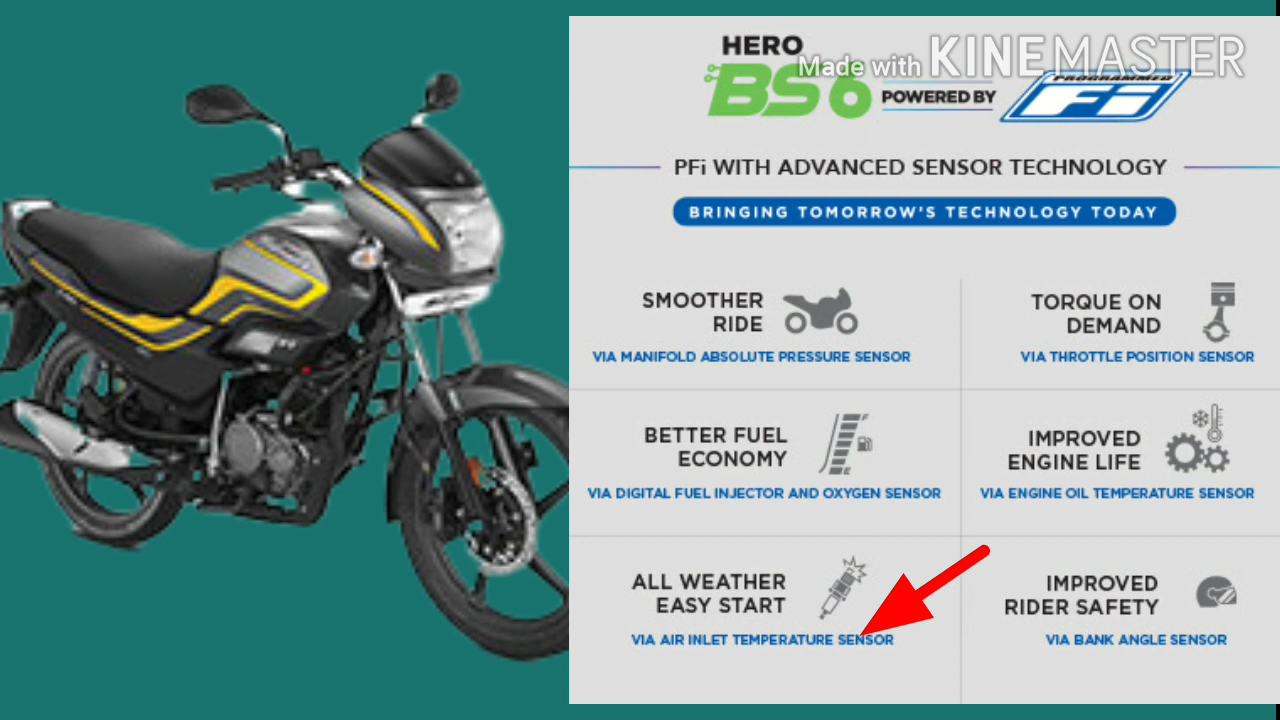 HERO
BS6 POWERED BY PROGRAMMED Fi
Made with KINEMASTER
PFi WITH ADVANCED SENSOR TECHNOLOGY
BRINGING TOMORROW'S TECHNOLOGY TODAY
SMOOTHER
RIDE
VIA MANIFOLD ABSOLUTE PRESSURE SENSOR
TORQUE ON
DEMAND
VIA THROTTLE POSITION SENSOR
BETTER FUEL
ECONOMY
VIA DIGITAL FUEL INJECTOR AND OXYGEN SENSOR
IMPROVED
ENGINE LIFE
VIA ENGINE OIL TEMPERATURE SENSOR
ALL WEATHER
EASY START
VIA AIR INLET TEMPERATURE SENSOR
IMPROVED
RIDER SAFETY
VIA BANK ANGLE SENSOR